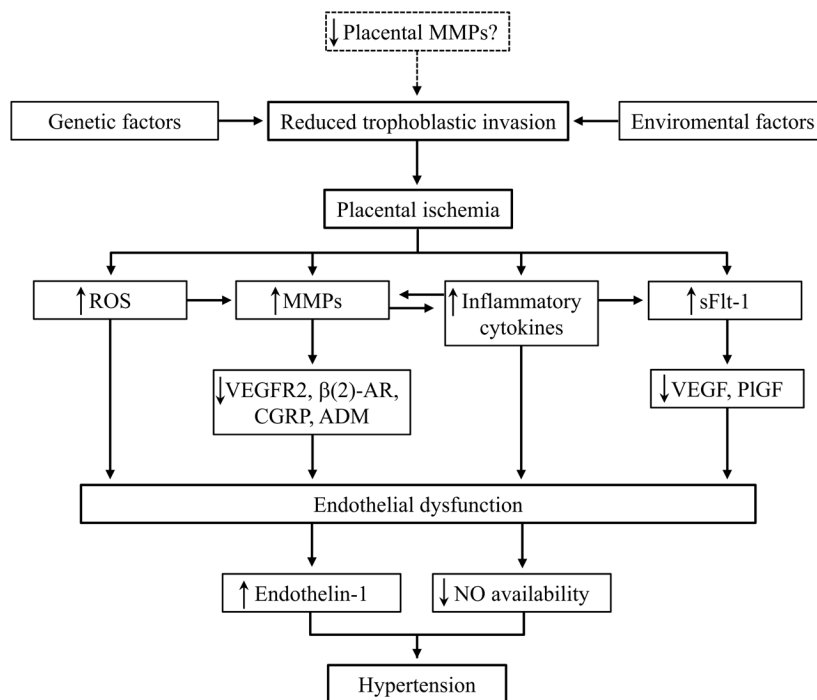 ↓ Placental MMPs?
Genetic factors
Reduced trophoblastic invasion
Enviromental factors
Placental ischemia
↑ ROS
↑ MMPs
↑ Inflammatory
cytokines
↑ sFlt-1
↓ VEGFR2, β(2)-AR,
CGRP, ADM
↓ VEGF, PlGF
Endothelial dysfunction
↑ Endothelin-1
↓ NO availability
Hypertension